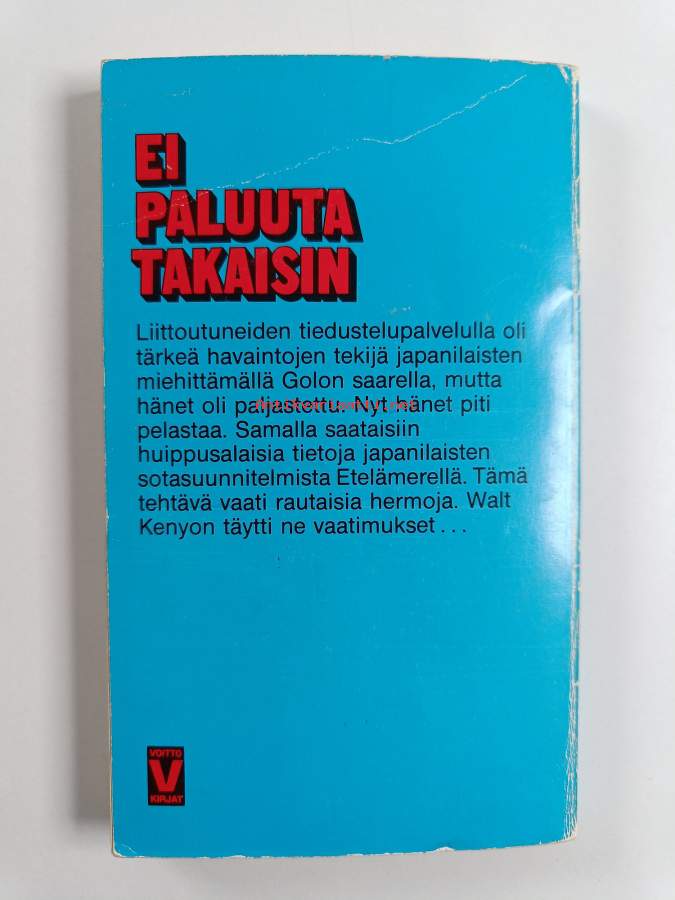 EI
PALUUTA
TAKAISIN
Liittoutuneiden tiedustelupalvelulla oli
tärkeä havaintojen tekijä japanilaisten
miehittämällä Golon saarella, mutta
hänet oli paljastettu. Nyt hänet piti
pelastaa. Samalla saataisiin
huippusalaisia tietoja japanilaisten
sotasuunnitelmista Etelämerellä. Tämä
tehtävä vaati rautaisia hermoja. Walt
Kenyon täytti ne vaatimukset ...
VOITTO
V
KIRJAT